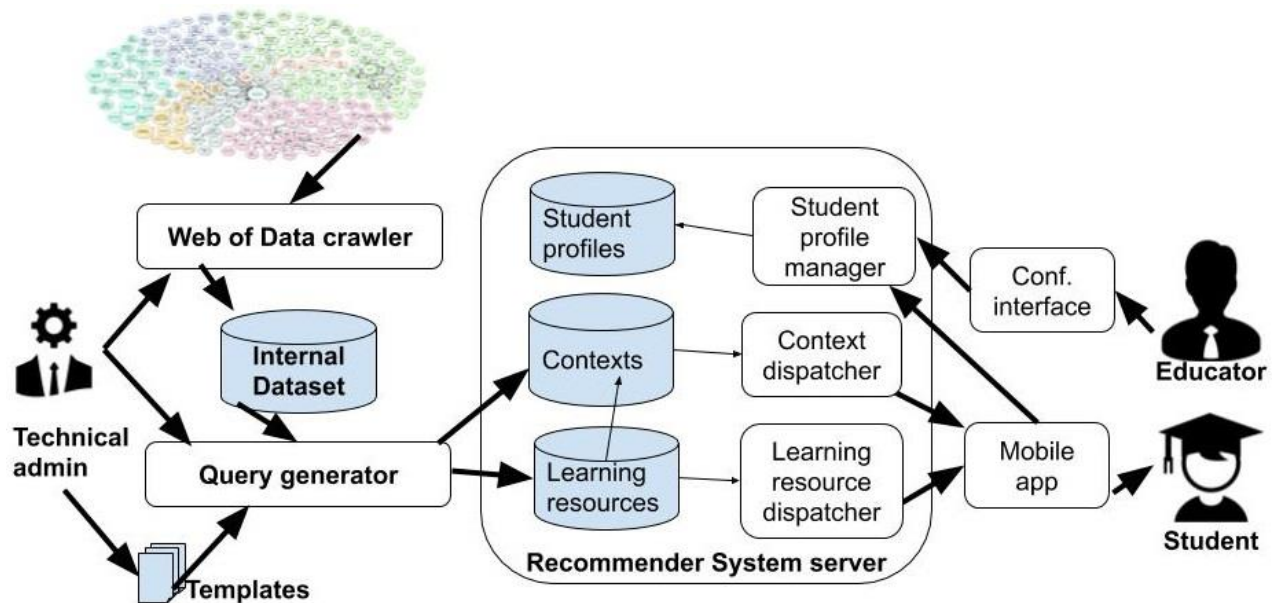 Web of Data crawler
Internal
Dataset
Technical
admin
Query generator
Templates
Student
profiles
Student
profile
manager
Contexts
Context
dispatcher
Learning
resources
Learning
resource
dispatcher
Recommender System server
Conf.
interface
Educator
Mobile
app
Student